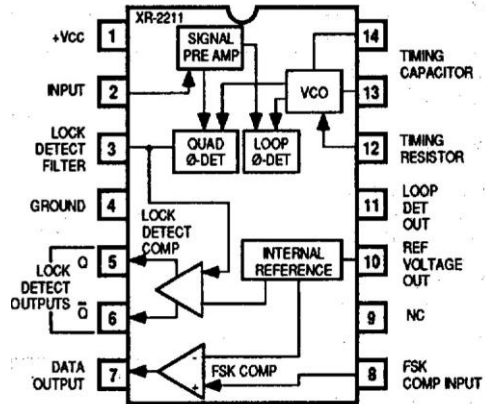 XR-2211
+Vcc 1
INPUT 2
LOCK
DETECT 3
FILTER
GROUND 4
LOCK
DETECT
OUTPUTS
Q 5
Q̅ 6
DATA 7
OUTPUT
SIGNAL
PRE AMP
VCO
QUAD
Ø-DET
LOOP
Ø-DET
LOCK
DETECT
COMP
INTERNAL
REFERENCE
-
FSK COMP
+
14
TIMING
CAPACITOR
13
12 TIMING
RESISTOR
LOOP
11 DET
OUT
REF
10 VOLTAGE
OUT
9 NC
8 FSK
COMP INPUT